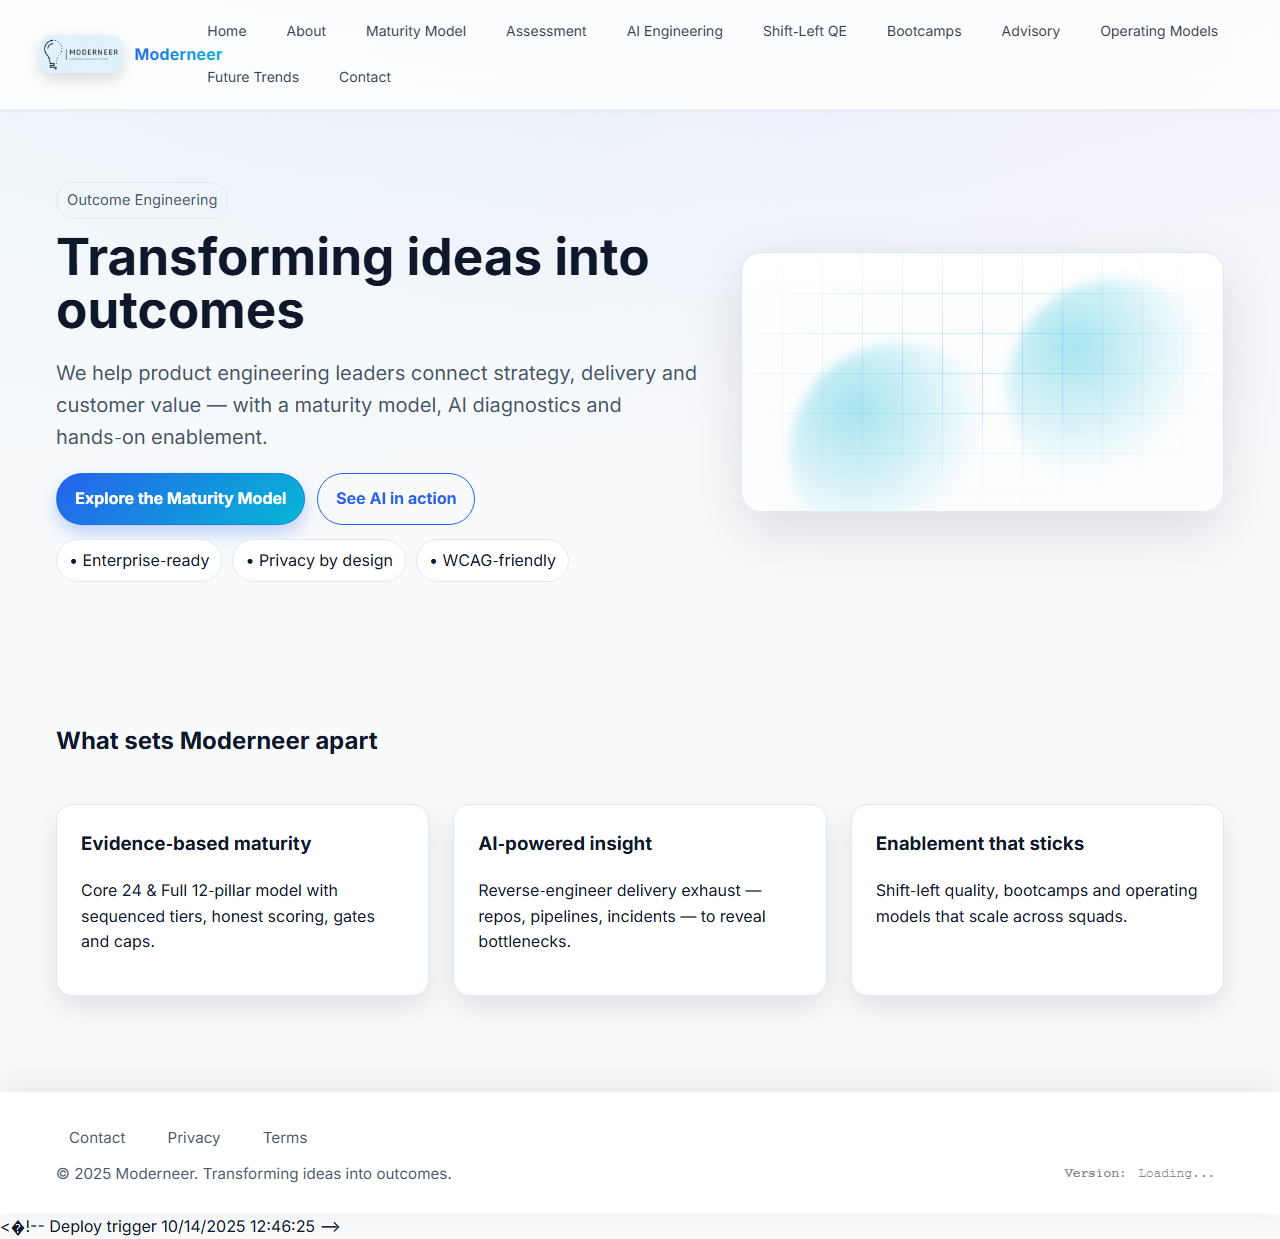 MODERNEER
Moderneer
Home About Maturity Model Assessment AI Engineering Shift-Left QE Bootcamps Advisory Operating Models
Future Trends Contact
Outcome Engineering
Transforming ideas into
outcomes
We help product engineering leaders connect strategy, delivery and
customer value — with a maturity model, AI diagnostics and
hands-on enablement.
Explore the Maturity Model See AI in action
• Enterprise-ready • Privacy by design • WCAG-friendly
What sets Moderneer apart
Evidence-based maturity
Core 24 & Full 12-pillar model with
sequenced tiers, honest scoring, gates
and caps.
AI-powered insight
Reverse-engineer delivery exhaust —
repos, pipelines, incidents — to reveal
bottlenecks.
Enablement that sticks
Shift-left quality, bootcamps and operating
models that scale across squads.
Contact Privacy Terms
© 2025 Moderneer. Transforming ideas into outcomes.
Version: Loading...
<�!-- Deploy trigger 10/14/2025 12:46:25 -->